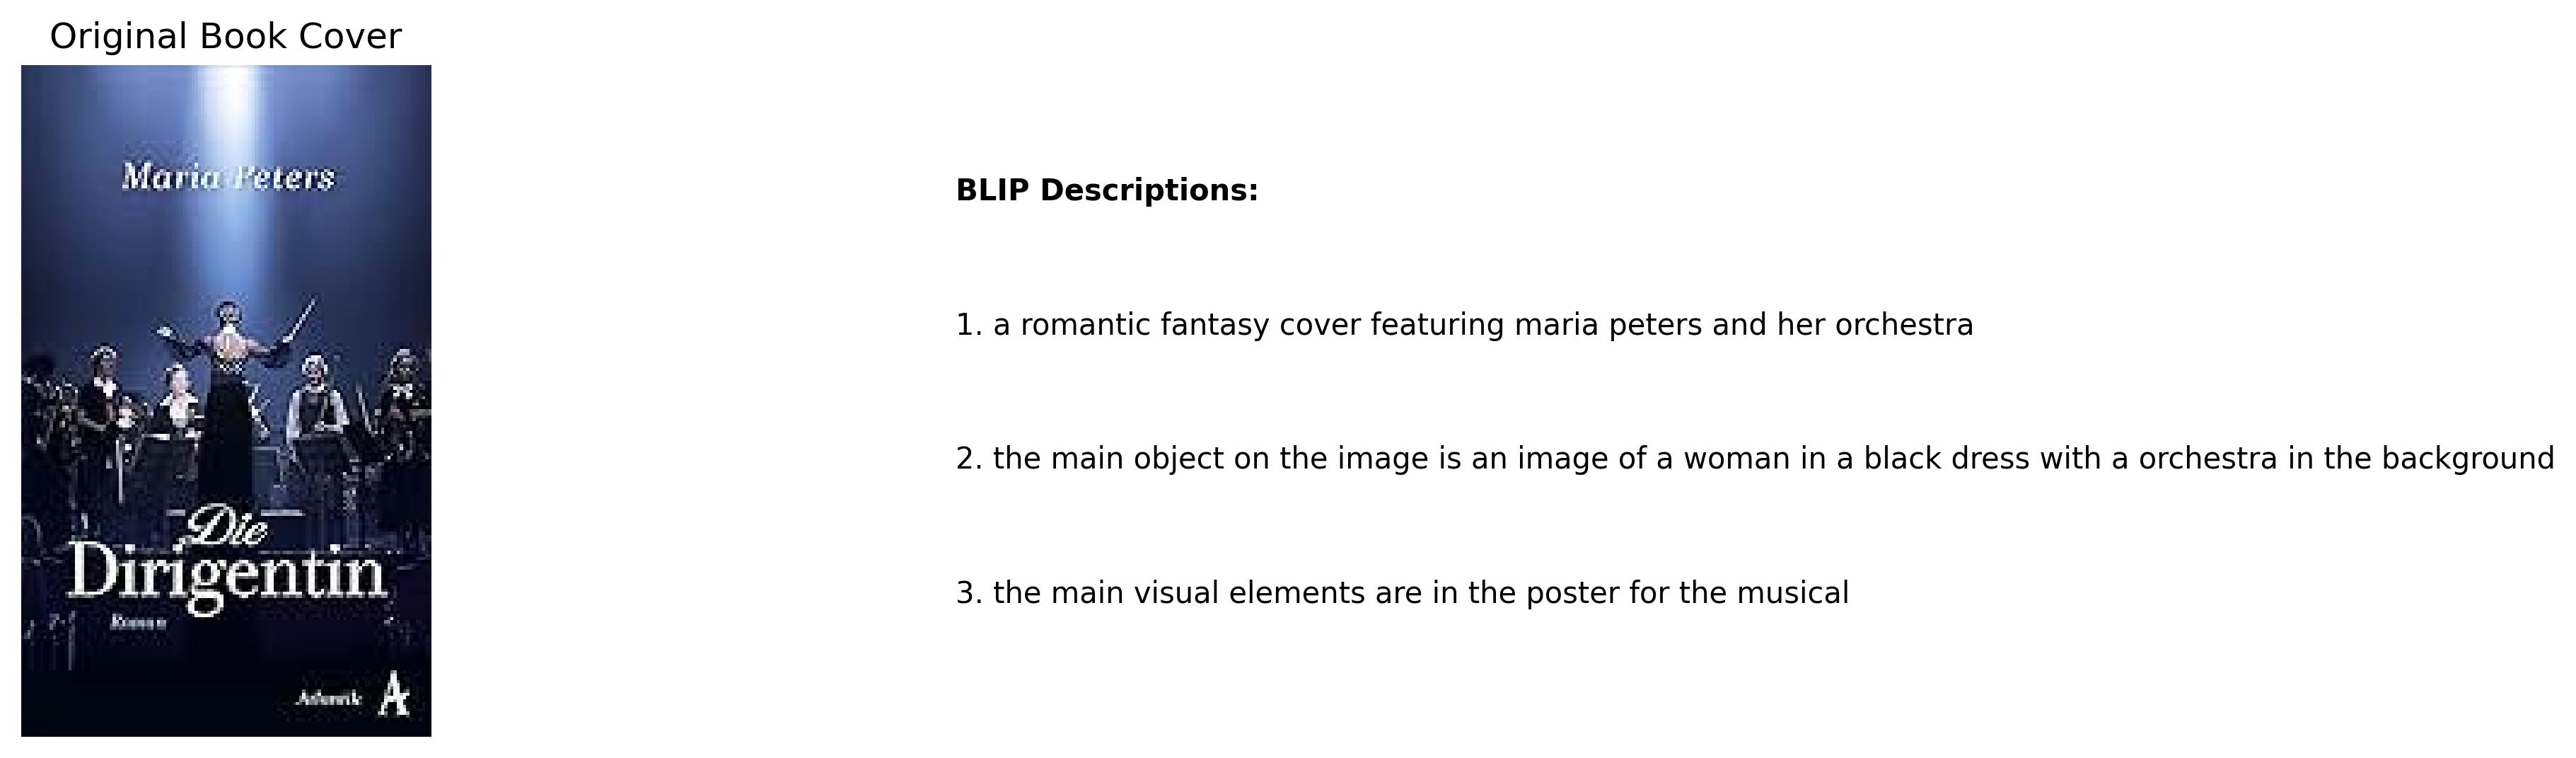 Original Book Cover
Maria Peters
Die
Dirigentin
Roman
Atlantik A
BLIP Descriptions:
1. a romantic fantasy cover featuring maria peters and her orchestra
2. the main object on the image is an image of a woman in a black dress with a orchestra in the background
3. the main visual elements are in the poster for the musical